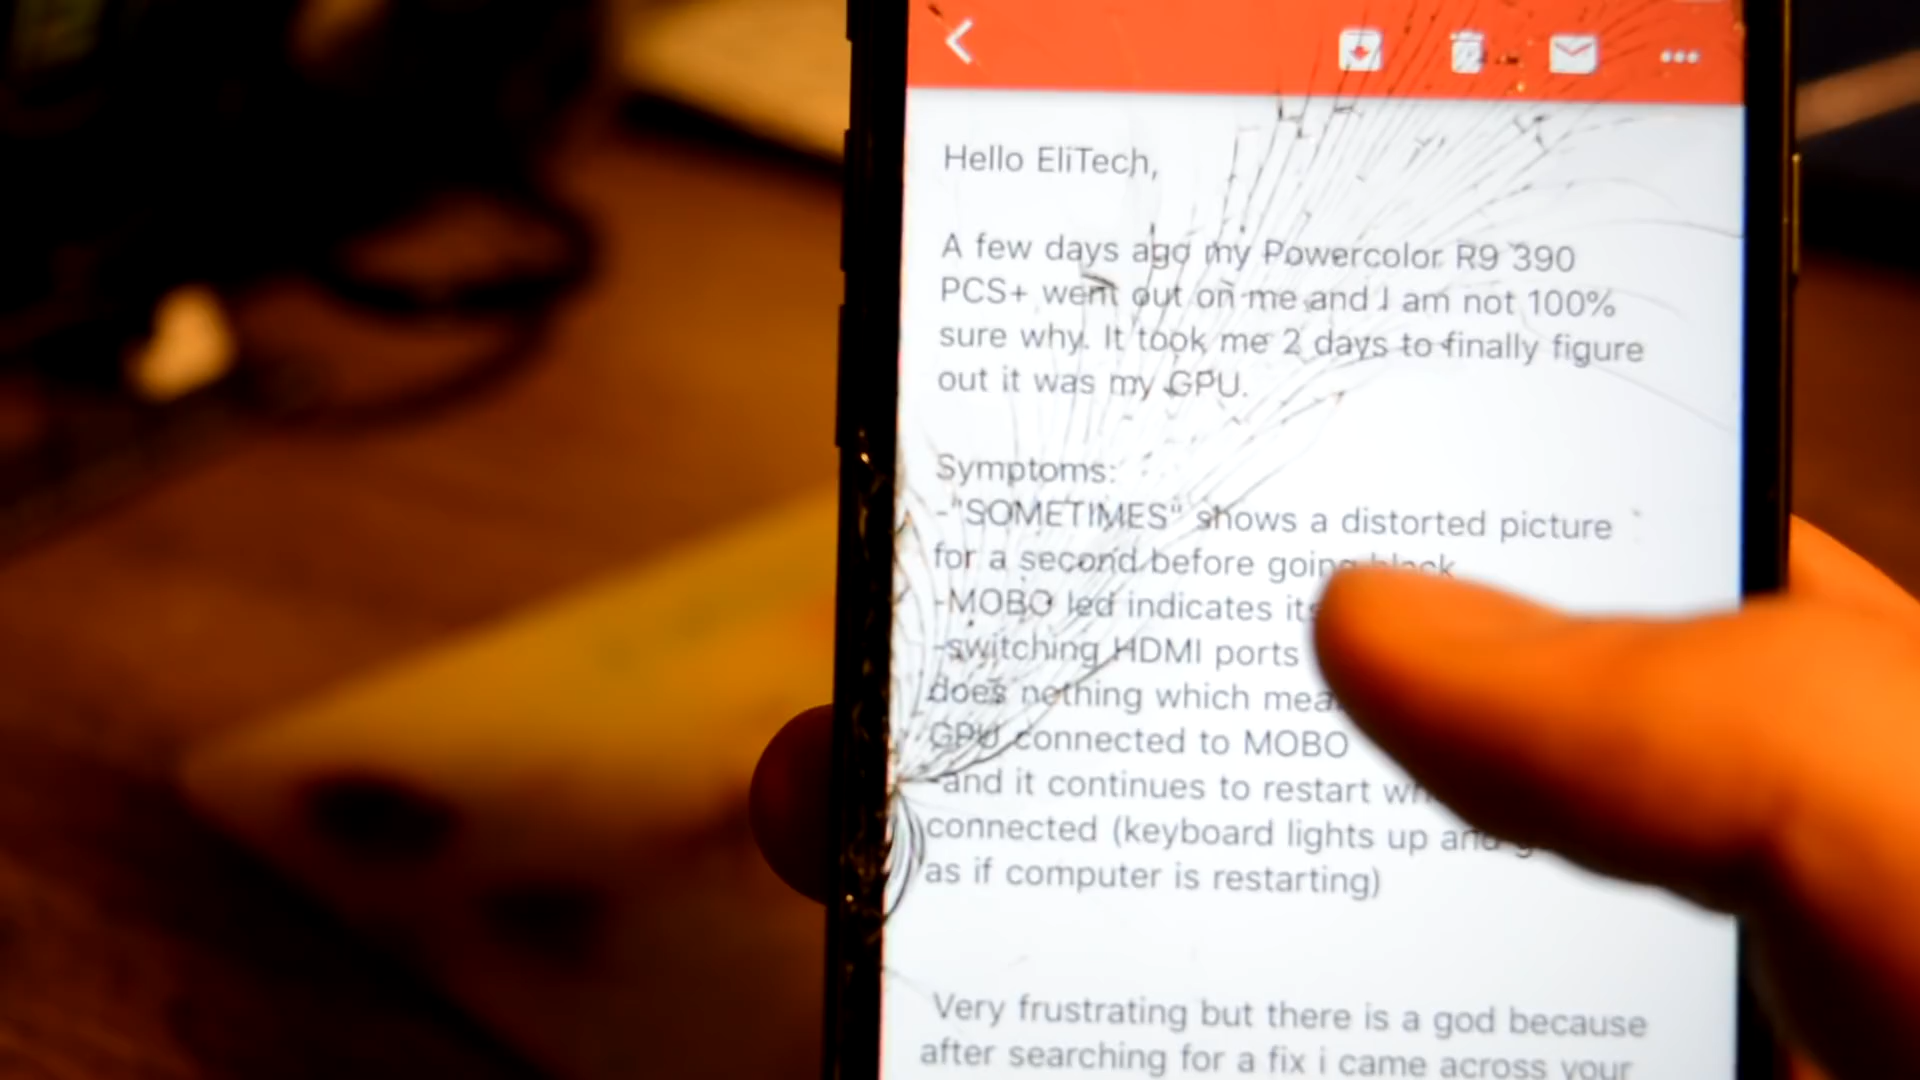 Hello EliTech,
A few days ago my Powercolor R9 390
PCS+ went out on me and I am not 100%
sure why. It took me 2 days to finally figure
out it was my GPU.
Symptoms:
-"SOMETIMES" shows a distorted picture
for a second before going black
-MOBO led indicates
-switching HDMI ports
does nothing which
GPU connected to MOBO
-and it continues to restart
connected (keyboard lights up and
as if computer is restarting)
Very frustrating but there is a god because
after searching for a fix i came across your